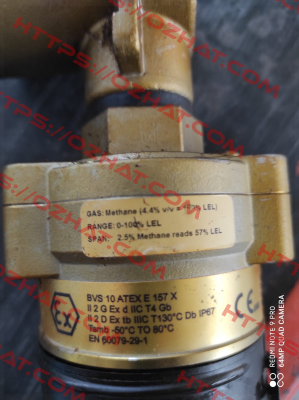 HTTPS://OZHAT.COM
GAS: Methane (4.4% v/v = 100% LEL)
RANGE: 0-100% LEL
SPAN: 2.5% Methane reads 57% LEL
BVS 10 ATEX E 157 X
II 2 G Ex d IIC T4 Gb
II 2 D Ex tb IIIC T130°C Db IP67
Tamb -50°C TO 80°C
EN 60079-29-1
Ex
CE
REDMI NOTE 9 PRO
64MP QUAD CAMERA